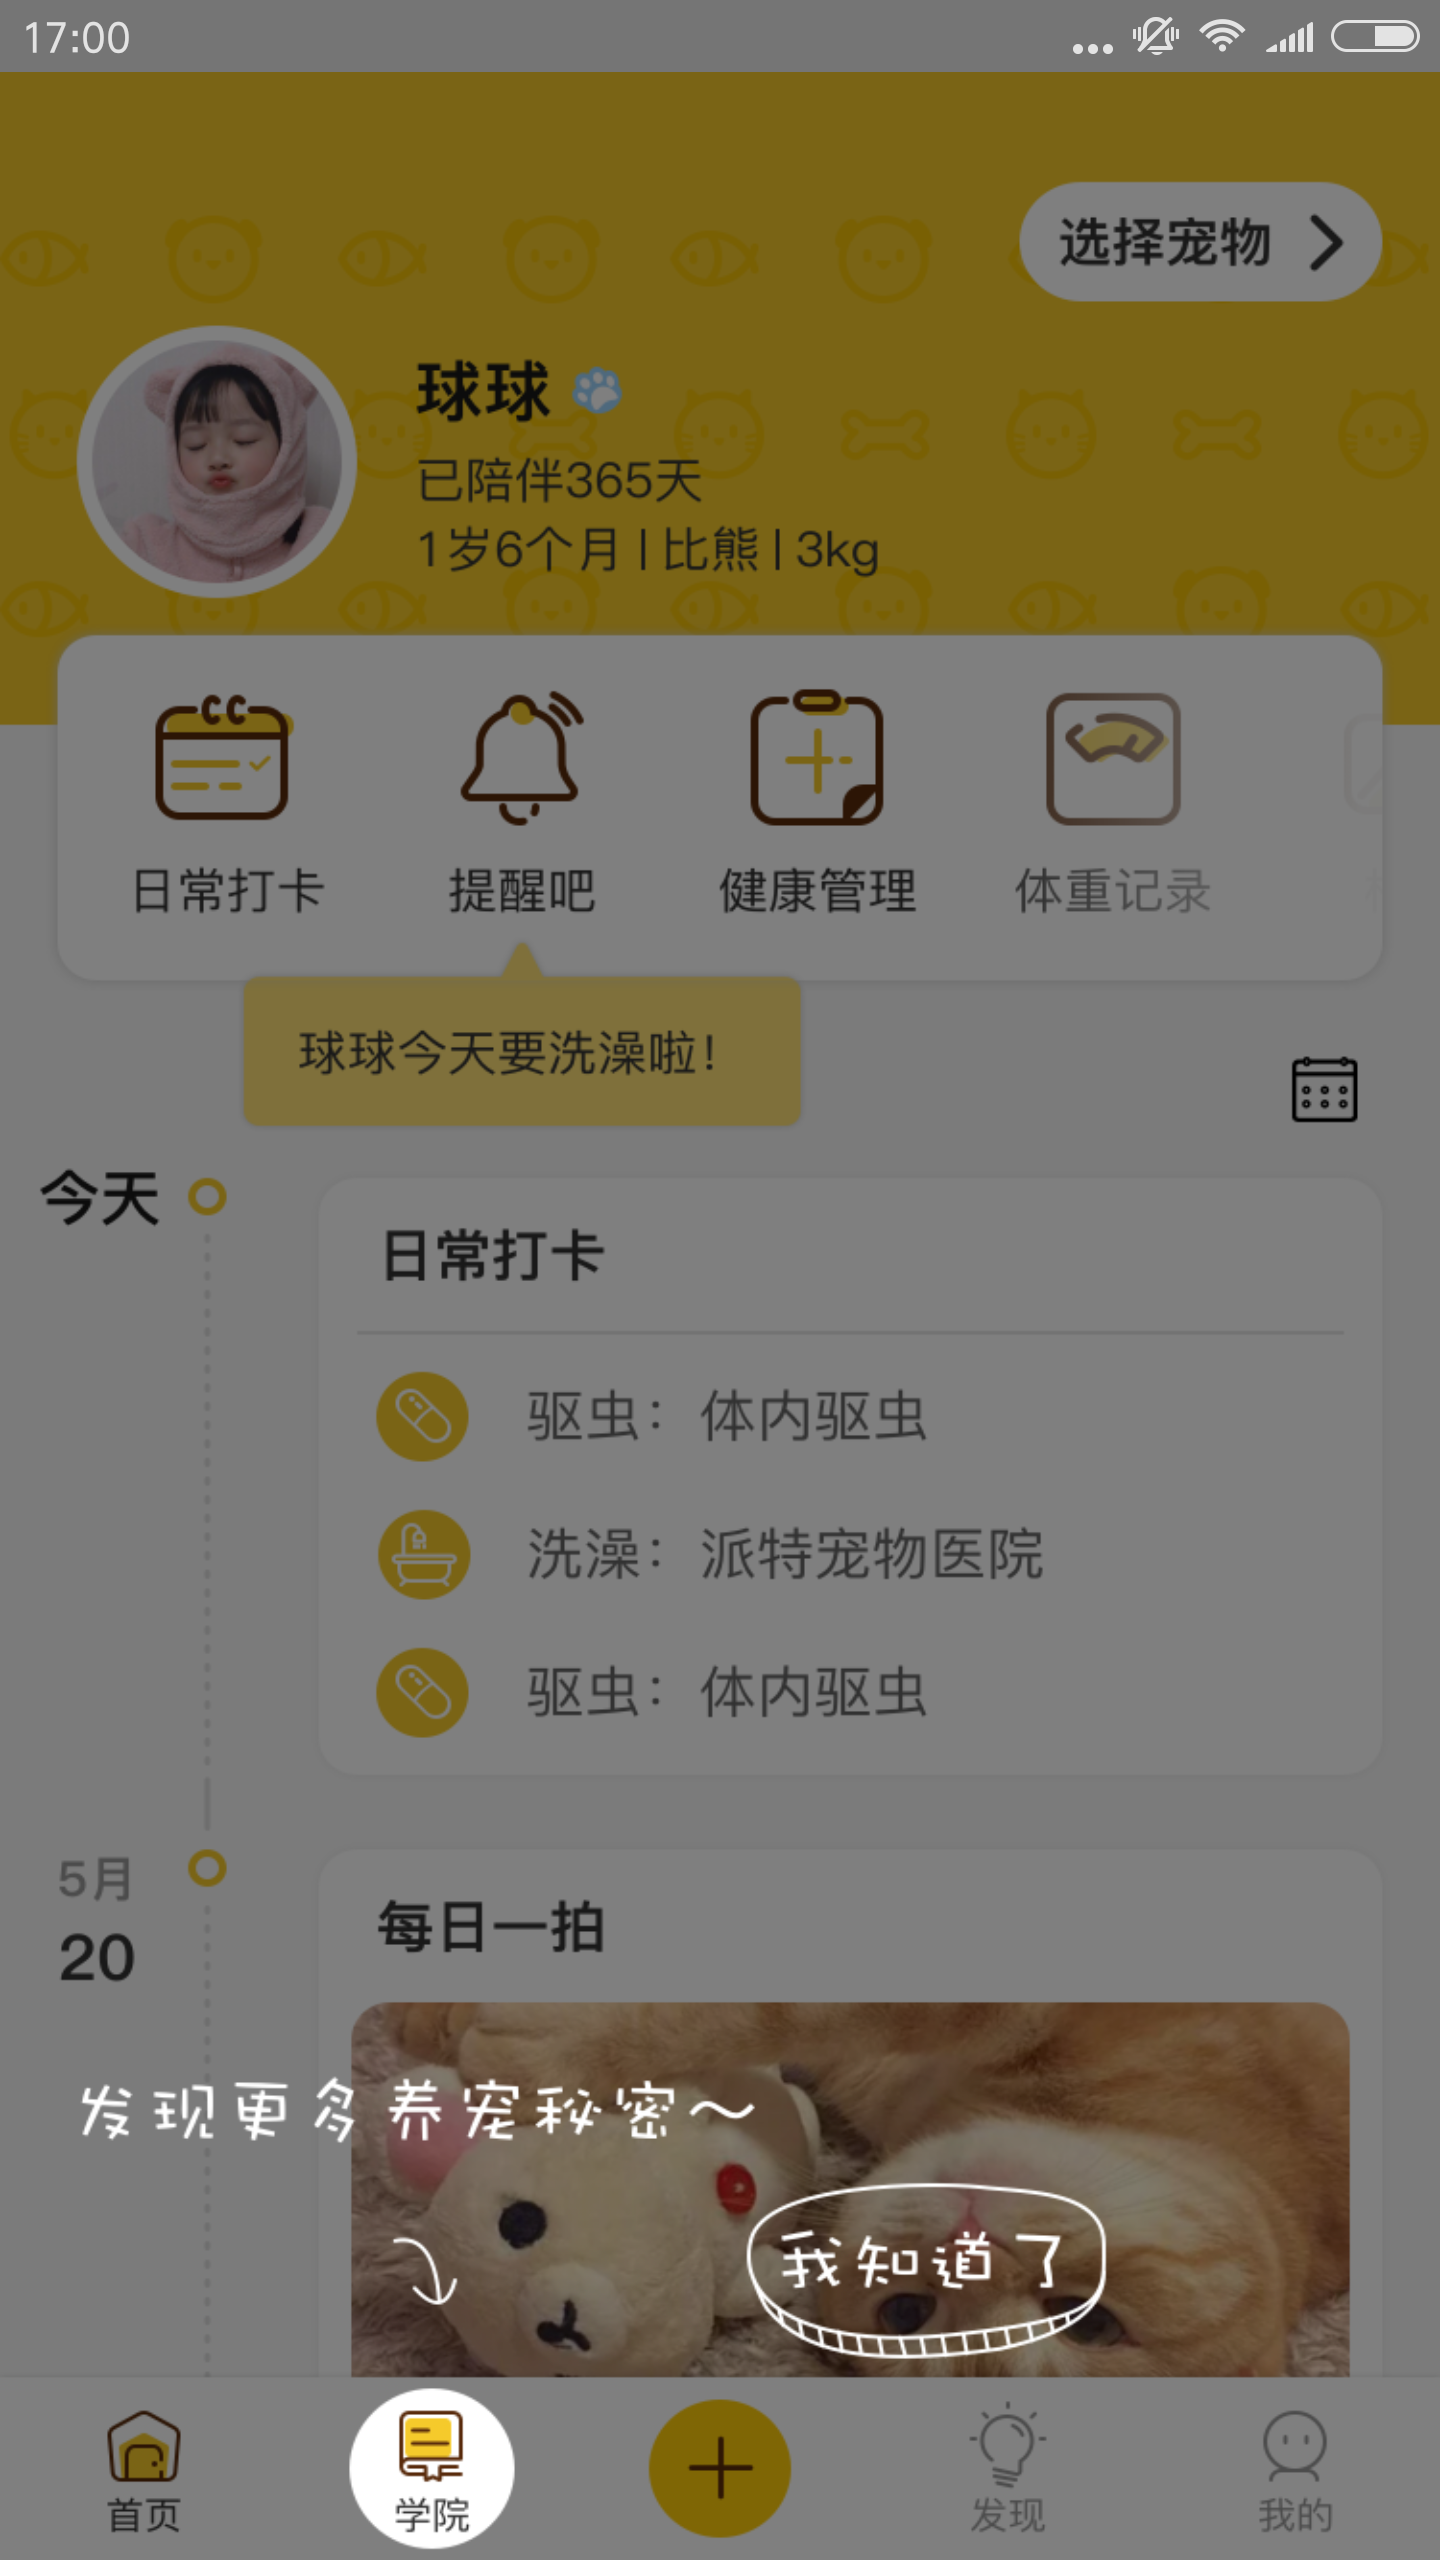 17:00
选择宠物
球球
已陪伴365天
1岁6个月 | 比熊 | 3kg
日常打卡
提醒吧
健康管理
体重记录
球球今天要洗澡啦！
今天
日常打卡
驱虫：体内驱虫
洗澡：派特宠物医院
驱虫：体内驱虫
5月
20
每日一拍
发现更多养宠秘密～
我知道了
首页
学院
发现
我的